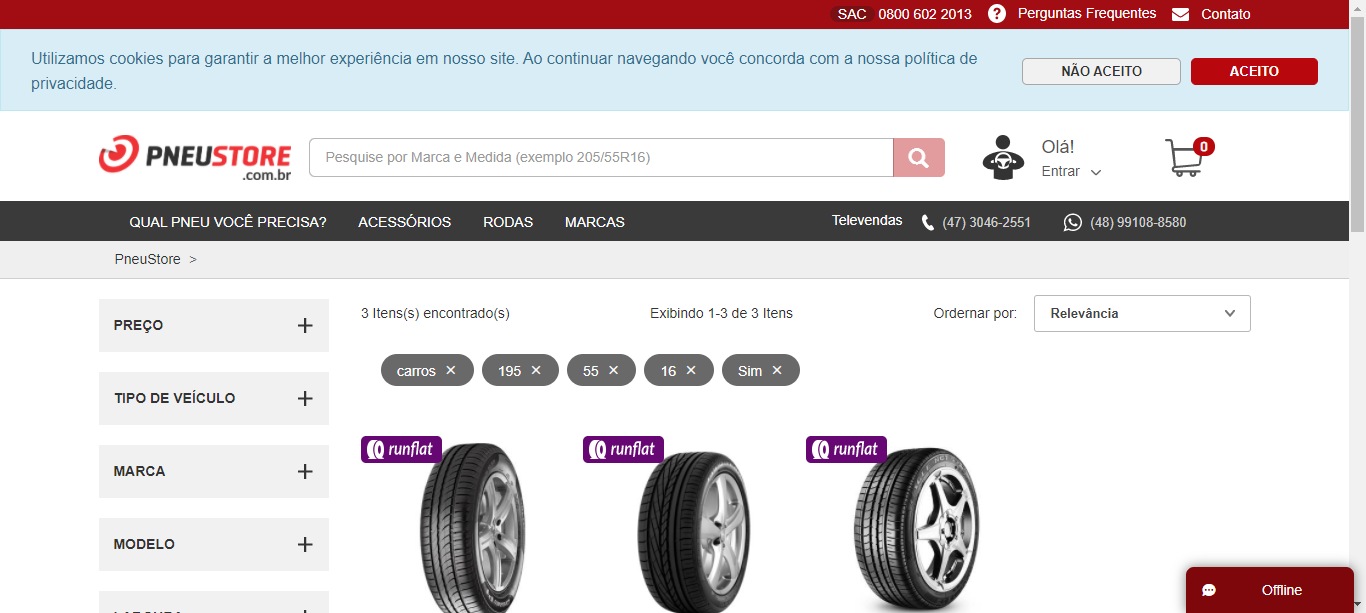 SAC 0800 602 2013 ? Perguntas Frequentes Contato
Utilizamos cookies para garantir a melhor experiência em nosso site. Ao continuar navegando você concorda com a nossa política de
privacidade.
NÃO ACEITO
ACEITO
PNEUSTORE
.com.br
Pesquise por Marca e Medida (exemplo 205/55R16)
Olá!
Entrar
0
QUAL PNEU VOCÊ PRECISA? ACESSÓRIOS RODAS MARCAS
Televendas (47) 3046-2551 (48) 99108-8580
PneuStore >
PREÇO +
TIPO DE VEÍCULO +
MARCA +
MODELO +
3 Itens(s) encontrado(s)
Exibindo 1-3 de 3 Itens
Ordernar por:
Relevância
carros ×
195 ×
55 ×
16 ×
Sim ×
runflat
runflat
runflat
Offline